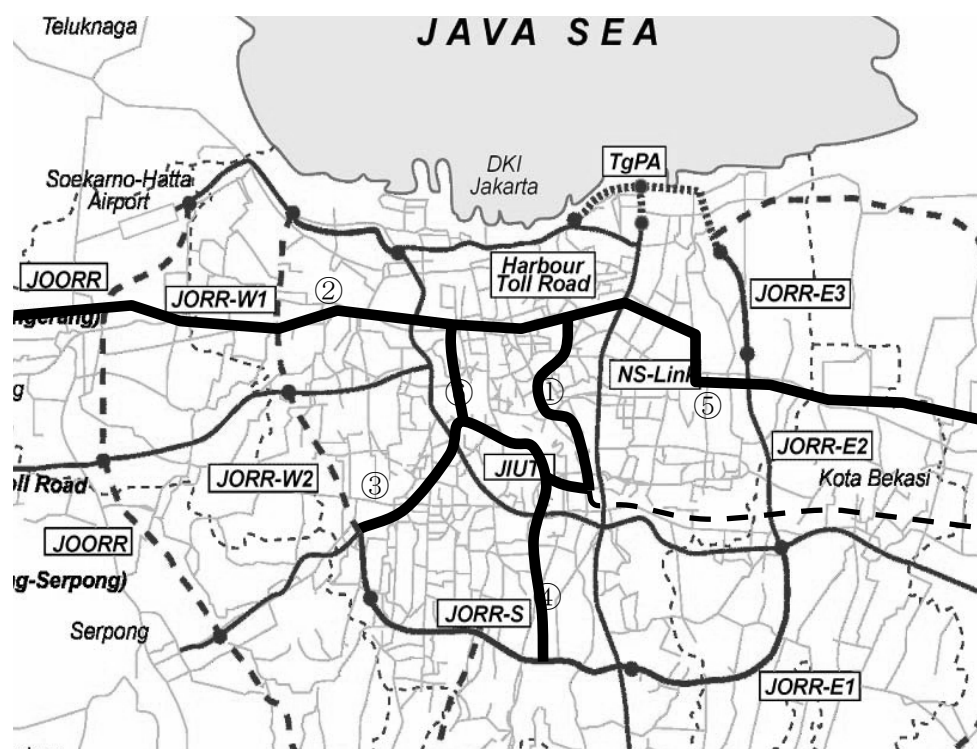 Teluknaga
JAVA SEA
DKI
Jakarta
TgPA
Soekarno-Hatta
Airport
JOORR
JORR-W1
②
Harbour
Toll Road
JORR-E3
NS-Link
①
⑤
JORR-E2
JORR-W2
③
JIUT
Kota Bekasi
oll Road
JOORR
ng-Serpong)
JORR-S
④
Serpong
JORR-E1